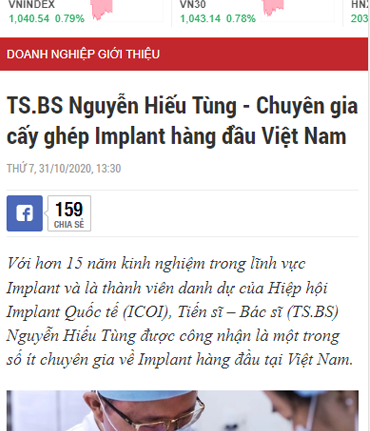 VNINDEX
1,040.54 0.79%
VN30
1,043.14 0.78%
HNX
203
DOANH NGHIỆP GIỚI THIỆU
TS.BS Nguyễn Hiếu Tùng - Chuyên gia
cấy ghép Implant hàng đầu Việt Nam
THỨ 7, 31/10/2020, 13:30
159
CHIA SẺ
Với hơn 15 năm kinh nghiệm trong lĩnh vực
Implant và là thành viên danh dự của Hiệp hội
Implant Quốc tế (ICOI), Tiến sĩ – Bác sĩ (TS.BS)
Nguyễn Hiếu Tùng được công nhận là một trong
số ít chuyên gia về Implant hàng đầu tại Việt Nam.